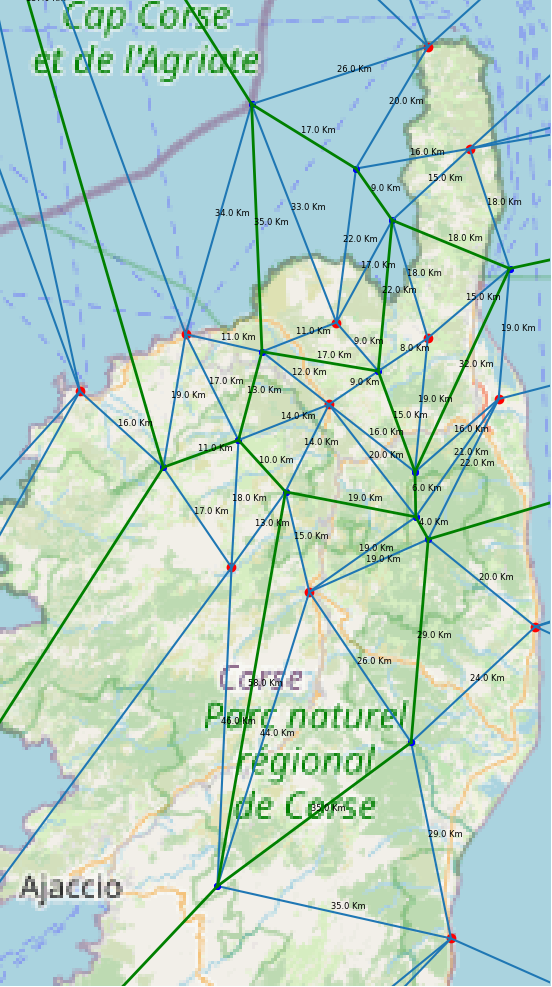 Cap Corse
et de l'Agriate
26.0 Km
20.0 Km
17.0 Km
16.0 Km
15.0 Km
9.0 Km
18.0 Km
33.0 Km
34.0 Km
35.0 Km
22.0 Km
18.0 Km
17.0 Km
18.0 Km
22.0 Km
15.0 Km
19.0 Km
11.0 Km
11.0 Km
9.0 Km
8.0 Km
17.0 Km
32.0 Km
12.0 Km
17.0 Km
9.0 Km
13.0 Km
19.0 Km
19.0 Km
14.0 Km
15.0 Km
16.0 Km
16.0 Km
16.0 Km
14.0 Km
11.0 Km
21.0 Km
20.0 Km
10.0 Km
22.0 Km
6.0 Km
18.0 Km
19.0 Km
17.0 Km
13.0 Km
4.0 Km
15.0 Km
19.0 Km
19.0 Km
20.0 Km
29.0 Km
26.0 Km
Corse
24.0 Km
58.0 Km
Parc naturel
46.0 Km
44.0 Km
régional
de Corse
35.0 Km
29.0 Km
Ajaccio
35.0 Km